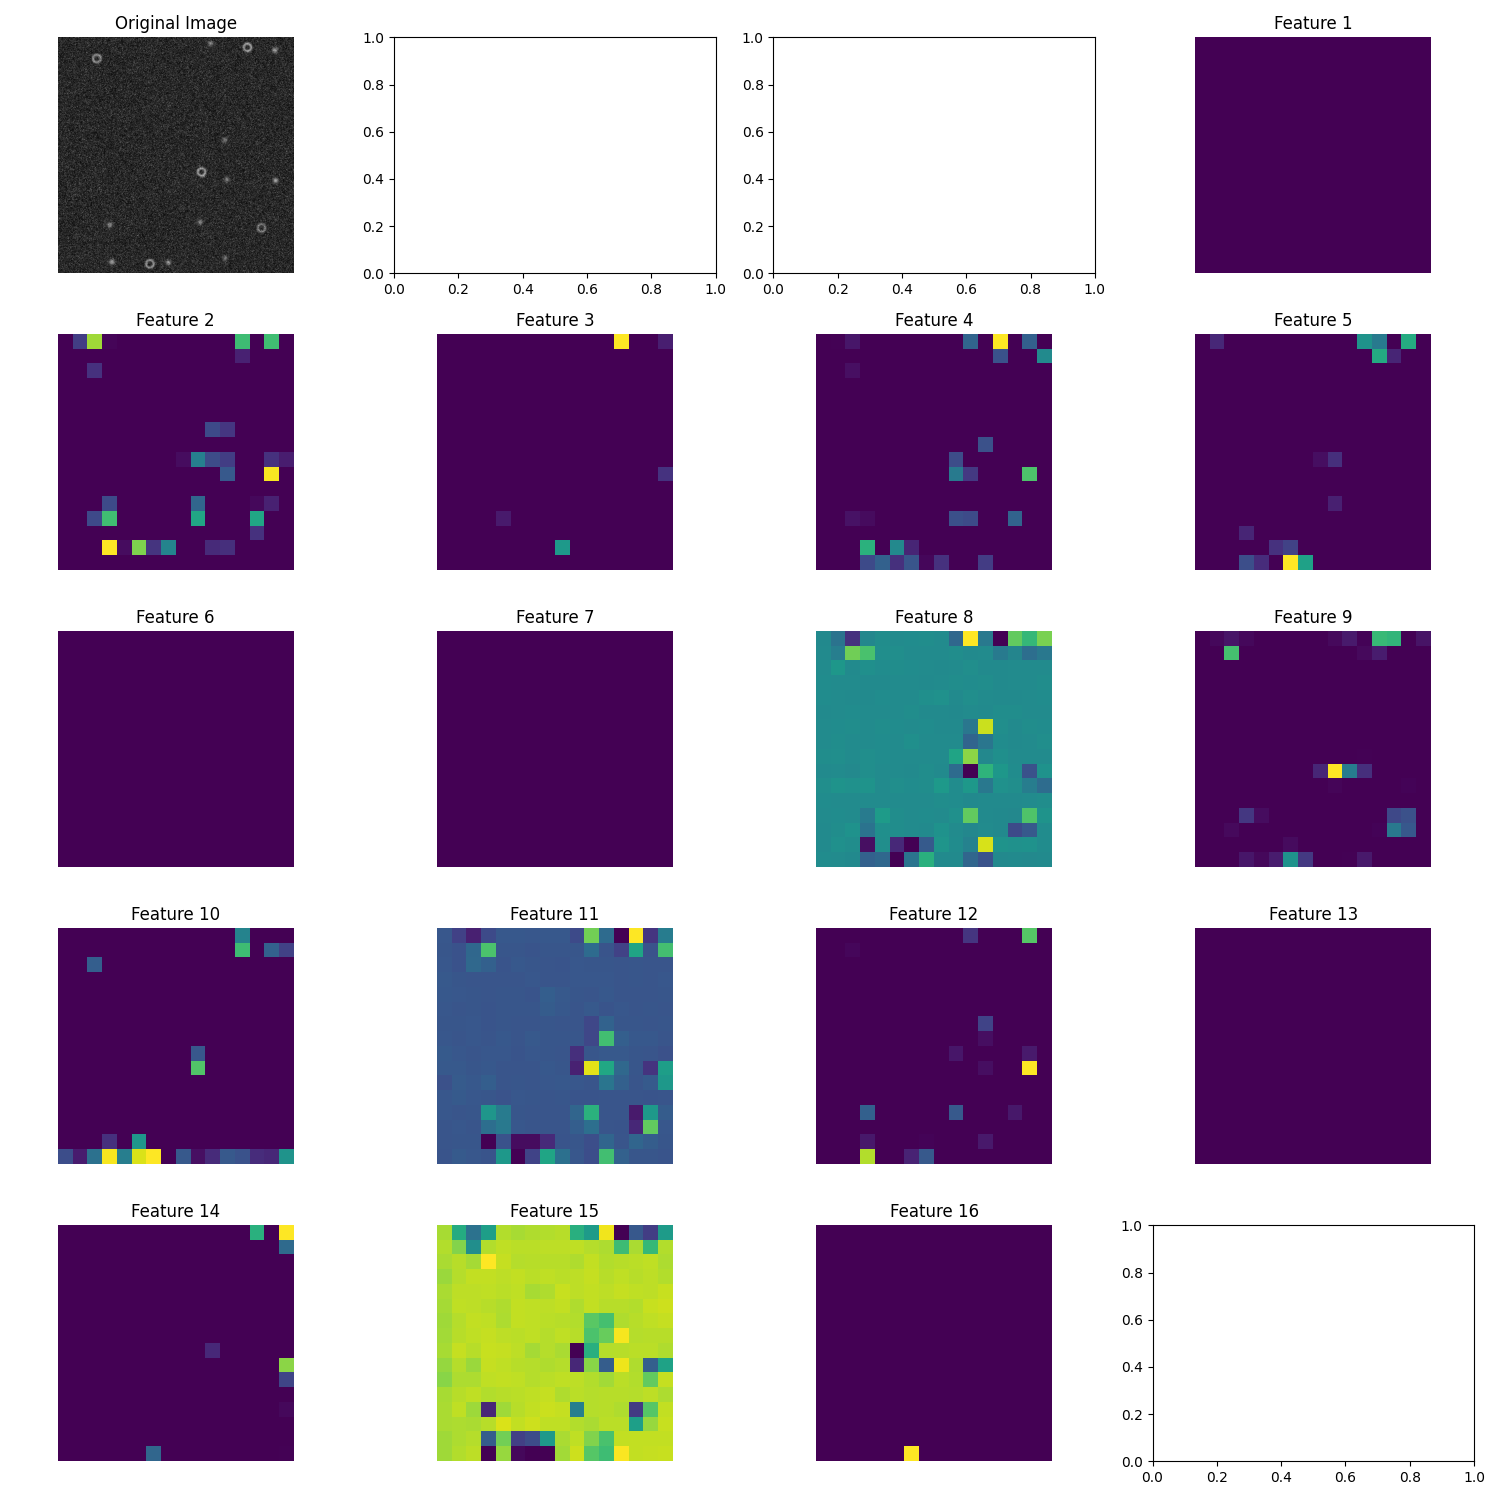 Original Image
Feature 1
1.0
0.8
0.6
0.4
0.2
0.0
0.0 0.2 0.4 0.6 0.8 1.0
1.0
0.8
0.6
0.4
0.2
0.0
0.0 0.2 0.4 0.6 0.8 1.0
Feature 2
Feature 3
Feature 4
Feature 5
Feature 6
Feature 7
Feature 8
Feature 9
Feature 10
Feature 11
Feature 12
Feature 13
Feature 14
Feature 15
Feature 16
1.0
0.8
0.6
0.4
0.2
0.0
0.0 0.2 0.4 0.6 0.8 1.0